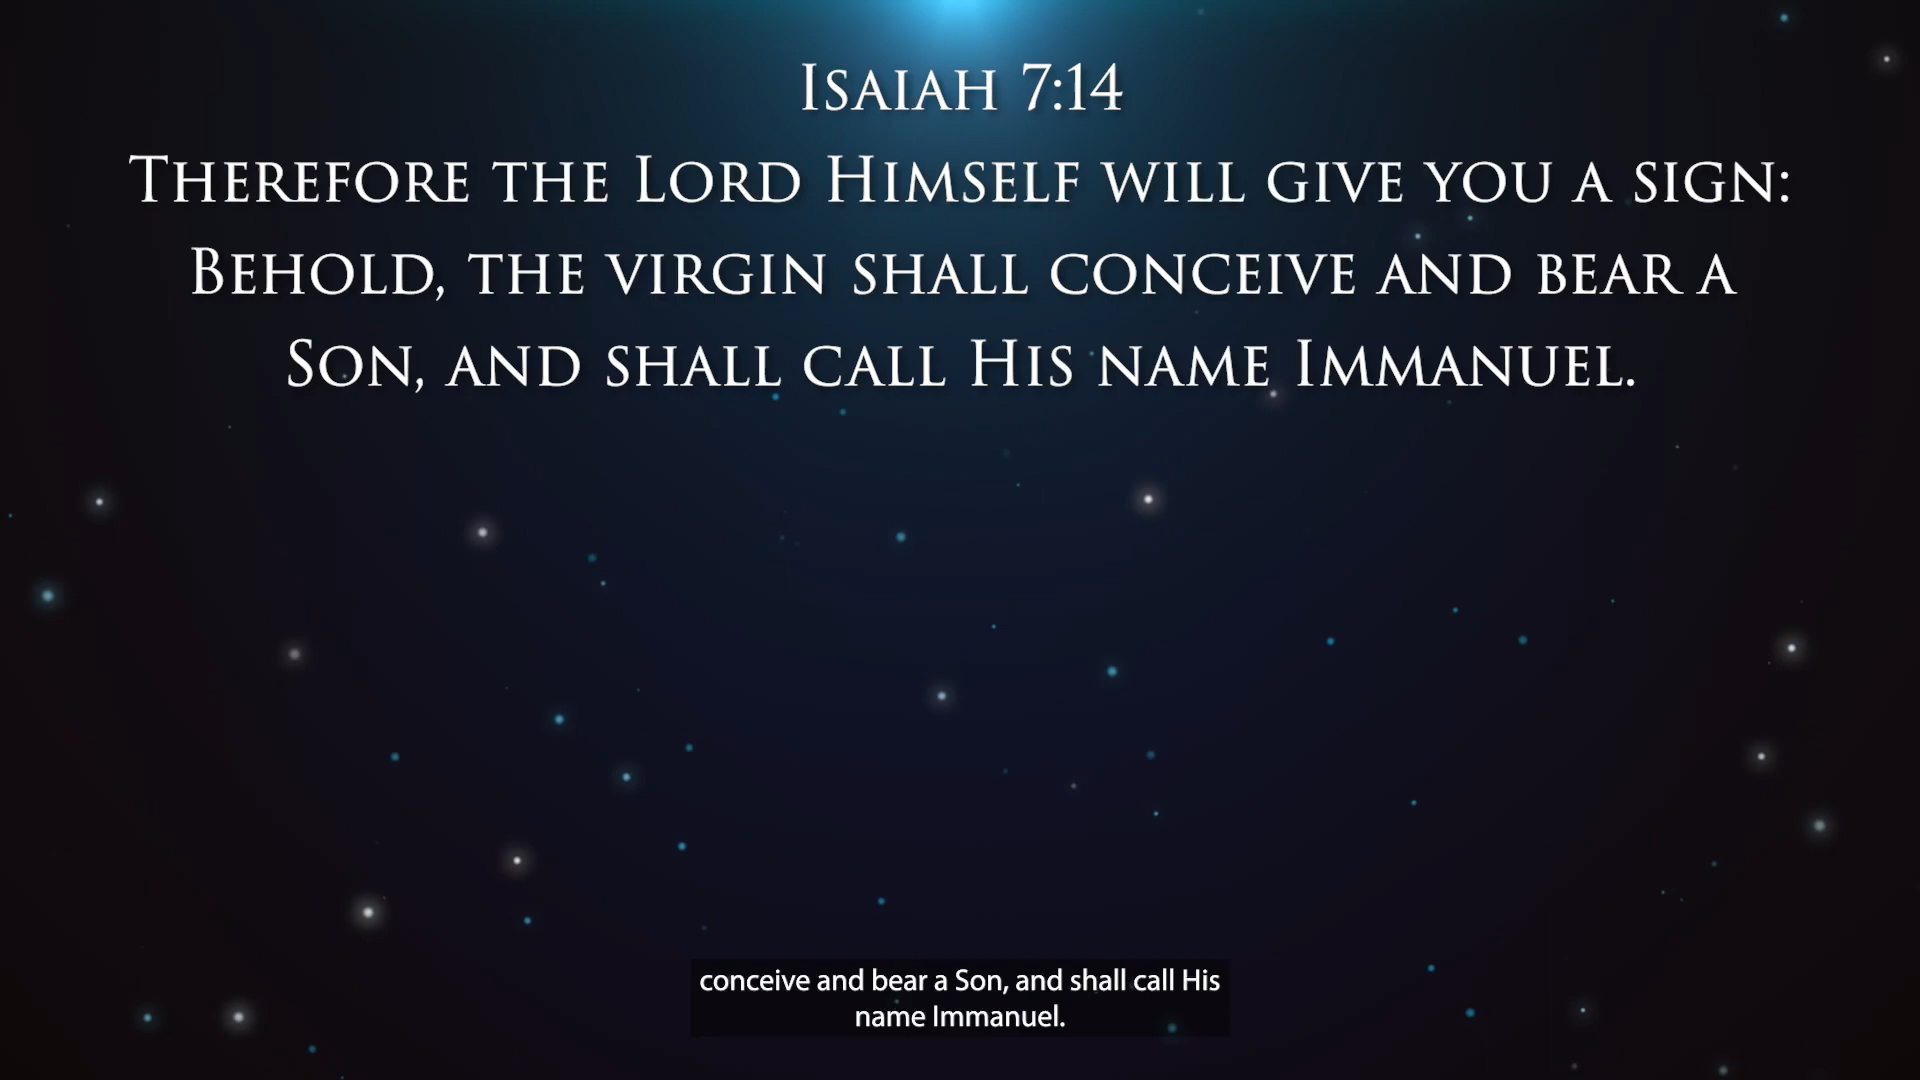 Isaiah 7:14
Therefore the Lord Himself will give you a sign:
Behold, the virgin shall conceive and bear a
Son, and shall call His name Immanuel.
conceive and bear a Son, and shall call His
name Immanuel.